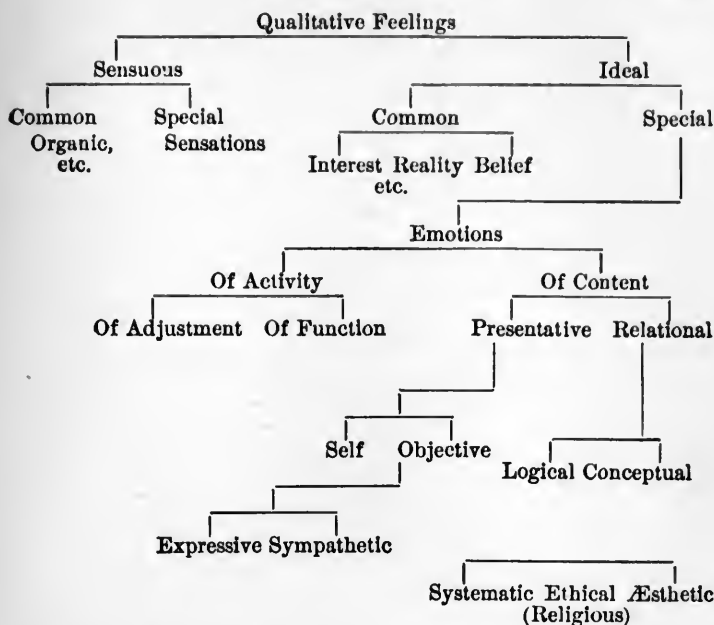 Qualitative Feelings
Sensuous Ideal
Common Special Common Special
Organic, Sensations
etc. Interest Reality Belief
etc.
Emotions
Of Activity Of Content
Of Adjustment Of Function Presentative Relational
Self Objective
Logical Conceptual
Expressive Sympathetic
Systematic Ethical Æsthetic
(Religious)